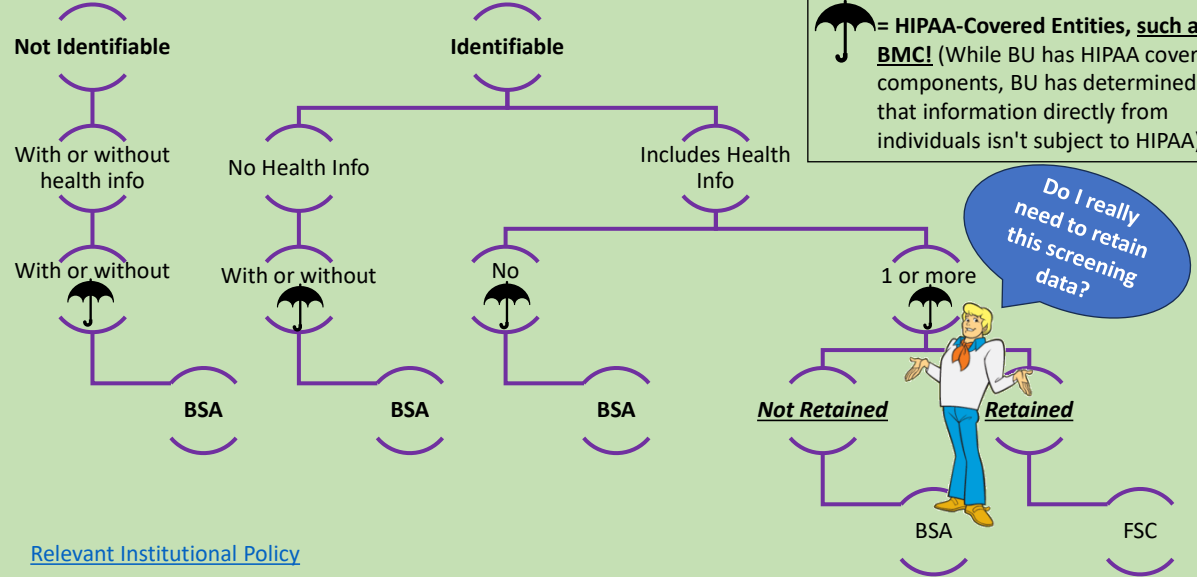 Not Identifiable
Identifiable
= HIPAA-Covered Entities, such a
BMC! (While BU has HIPAA cover
components, BU has determined
that information directly from
individuals isn't subject to HIPAA)
With or without
health info
No Health Info
Includes Health
Info
Do I really
need to retain
this screening
data?
With or without
With or without
No
1 or more
BSA
BSA
BSA
Not Retained
Retained
BSA
FSC
Relevant Institutional Policy